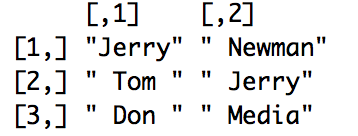 [,1] [,2]
[1,] "Jerry" " Newman"
[2,] " Tom " " Jerry"
[3,] " Don " " Media"